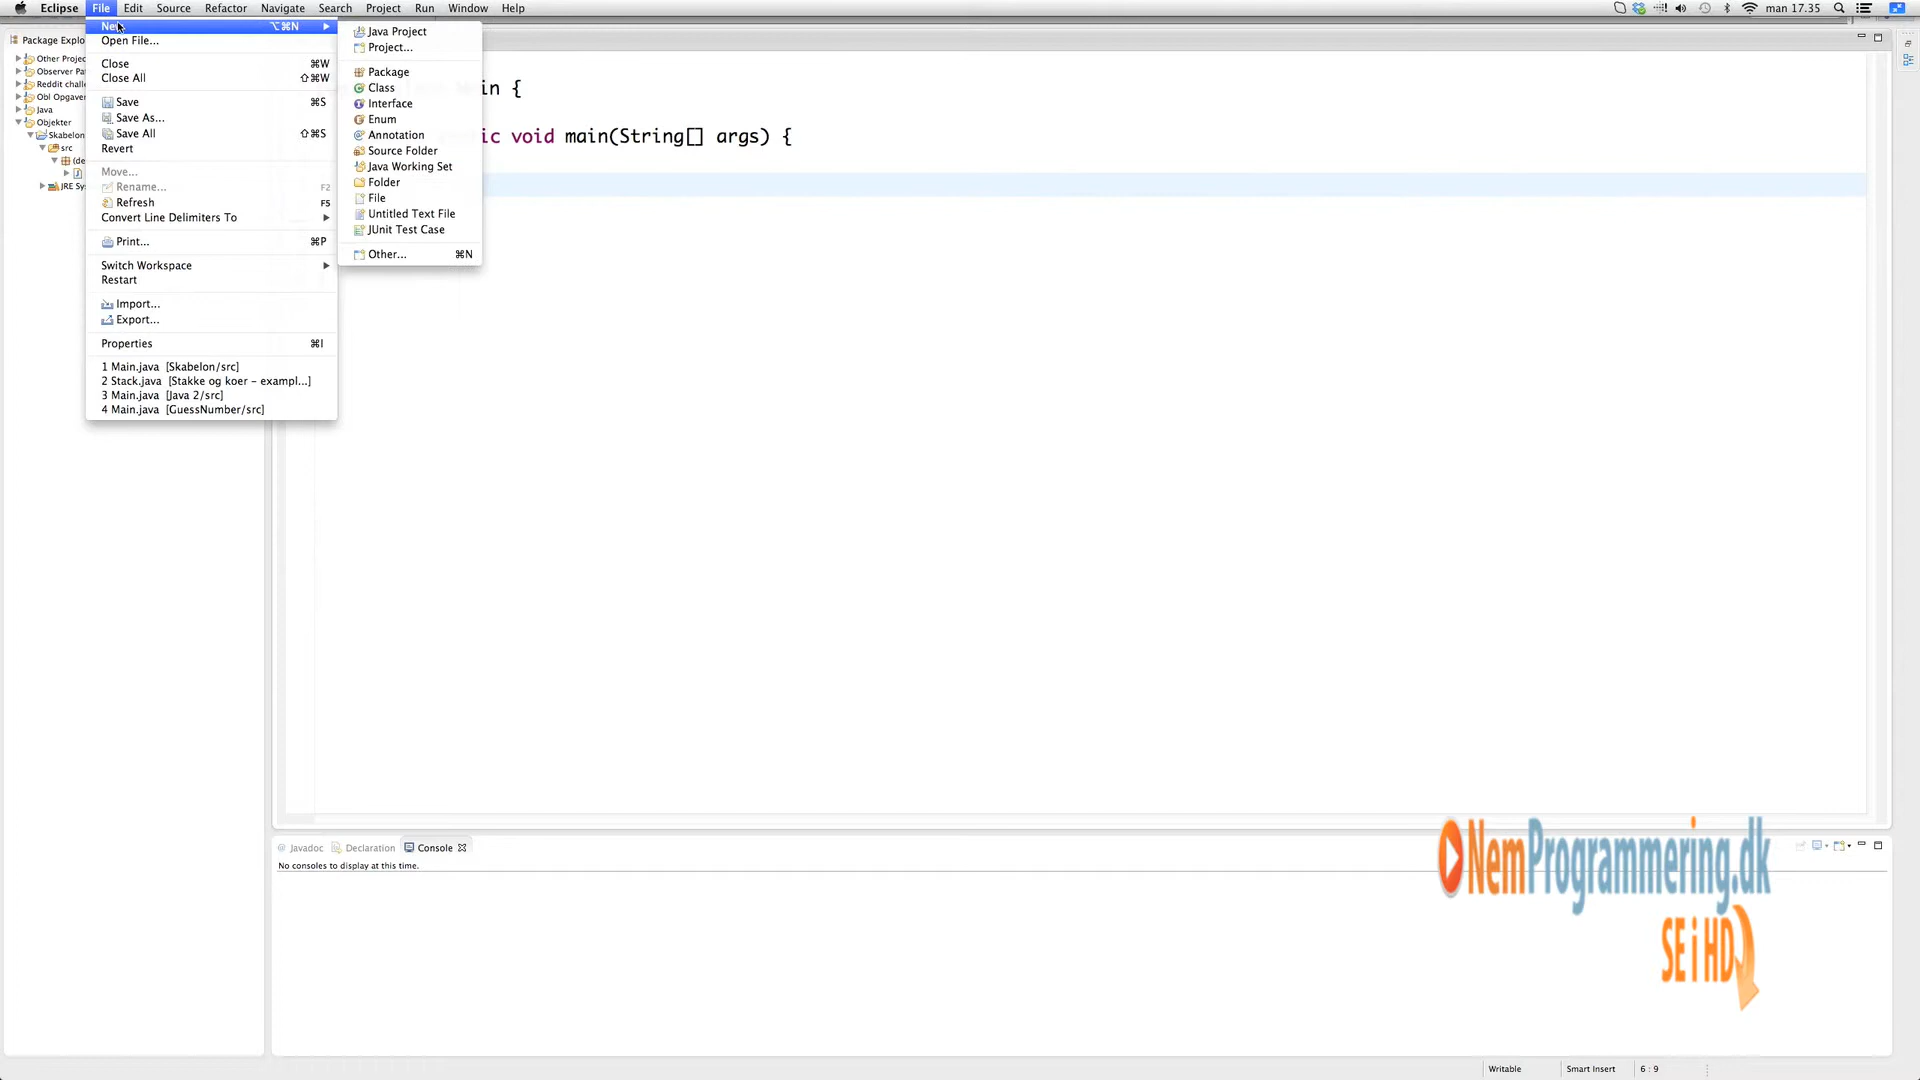 Eclipse File Edit Source Refactor Navigate Search Project Run Window Help man 17.35
New ⌥⌘N
Open File...
Close ⌘W
Close All ⇧⌘W
Save ⌘S
Save As...
Save All ⇧⌘S
Revert
Move...
Rename... F2
Refresh F5
Convert Line Delimiters To
Print... ⌘P
Switch Workspace
Restart
Import...
Export...
Properties ⌘I
1 Main.java [Skabelon/src]
2 Stack.java [Stakke og koer - exampl...]
3 Main.java [Java 2/src]
4 Main.java [GuessNumber/src]
Java Project
Project...
Package
Class
Interface
Enum
Annotation
Source Folder
Java Working Set
Folder
File
Untitled Text File
JUnit Test Case
Other... ⌘N
Package Explo
Other Projec
Observer Pa
Reddit chall
Obl Opgaver
Java
Objekter
Skabelon
src
(de
JRE Sy
in {
ic void main(String[] args) {
@ Javadoc Declaration Console
No consoles to display at this time.
NemProgrammering.dk
SE i HD
Writable Smart Insert 6 : 9